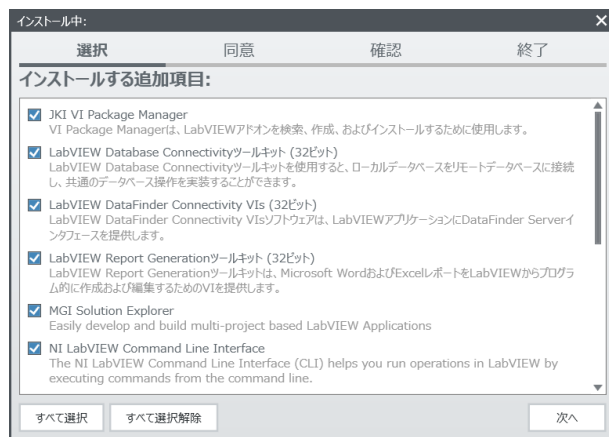 インストール中:
選択
同意
確認
終了
インストールする追加項目:
JKI VI Package Manager
VI Package Managerは、LabVIEWアドオンを検索、作成、およびインストールするために使用します。
LabVIEW Database Connectivityツールキット (32ビット)
LabVIEW Database Connectivityツールキットを使用すると、ローカルデータベースをリモートデータベースに接続
し、共通のデータベース操作を実装することができます。
LabVIEW DataFinder Connectivity VIs (32ビット)
LabVIEW DataFinder Connectivity VIsソフトウェアは、LabVIEWアプリケーションにDataFinder Serverイ
ンタフェースを提供します。
LabVIEW Report Generationツールキット (32ビット)
LabVIEW Report Generationツールキットは、Microsoft WordおよびExcelレポートをLabVIEWからプログラ
ム的に作成および編集するためのVIを提供します。
MGI Solution Explorer
Easily develop and build multi-project based LabVIEW Applications
NI LabVIEW Command Line Interface
The NI LabVIEW Command Line Interface (CLI) helps you run operations in LabVIEW by
executing commands from the command line.
すべて選択
すべて選択解除
次へ